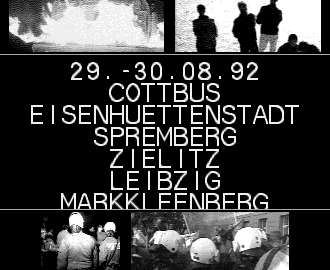 29.-30.08.92
COTTBUS
EISENHUETTENSTADT
SPREMBERG
ZIELITZ
LEIBZIG
MARKKLEENBERG